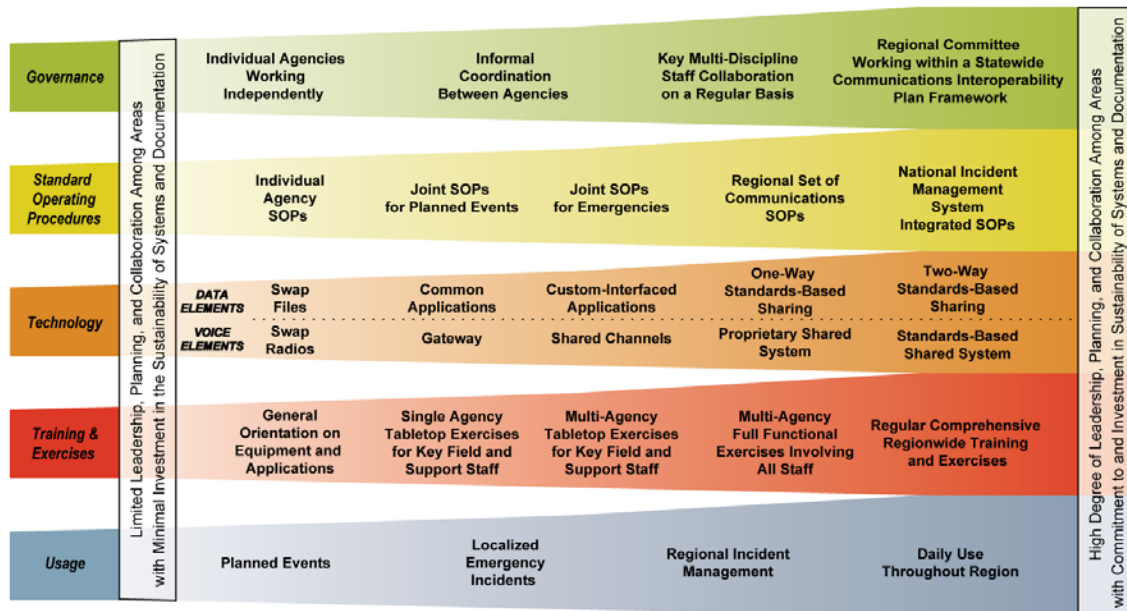 Governance
Limited Leadership, Planning, and Collaboration Among Areas
with Minimal Investment in the Sustainability of Systems and Documentation
Individual Agencies
Working
Independently
Informal
Coordination
Between Agencies
Key Multi-Discipline
Staff Collaboration
on a Regular Basis
Regional Committee
Working within a Statewide
Communications Interoperability
Plan Framework
High Degree of Leadership, Planning, and Collaboration Among Areas
with Commitment to and Investment in Sustainability of Systems and Documentation
Standard
Operating
Procedures
Individual
Agency
SOPs
Joint SOPs
for Planned Events
Joint SOPs
for Emergencies
Regional Set of
Communications
SOPs
National Incident
Management
System
Integrated SOPs
Technology
DATA
ELEMENTS
Swap
Files
Common
Applications
Custom-Interfaced
Applications
One-Way
Standards-Based
Sharing
Two-Way
Standards-Based
Sharing
VOICE
ELEMENTS
Swap
Radios
Gateway
Shared Channels
Proprietary Shared
System
Standards-Based
Shared System
Training &
Exercises
General
Orientation on
Equipment and
Applications
Single Agency
Tabletop Exercises
for Key Field and
Support Staff
Multi-Agency
Tabletop Exercises
for Key Field and
Support Staff
Multi-Agency
Full Functional
Exercises Involving
All Staff
Regular Comprehensive
Regionwide Training
and Exercises
Usage
Planned Events
Localized
Emergency
Incidents
Regional Incident
Management
Daily Use
Throughout Region